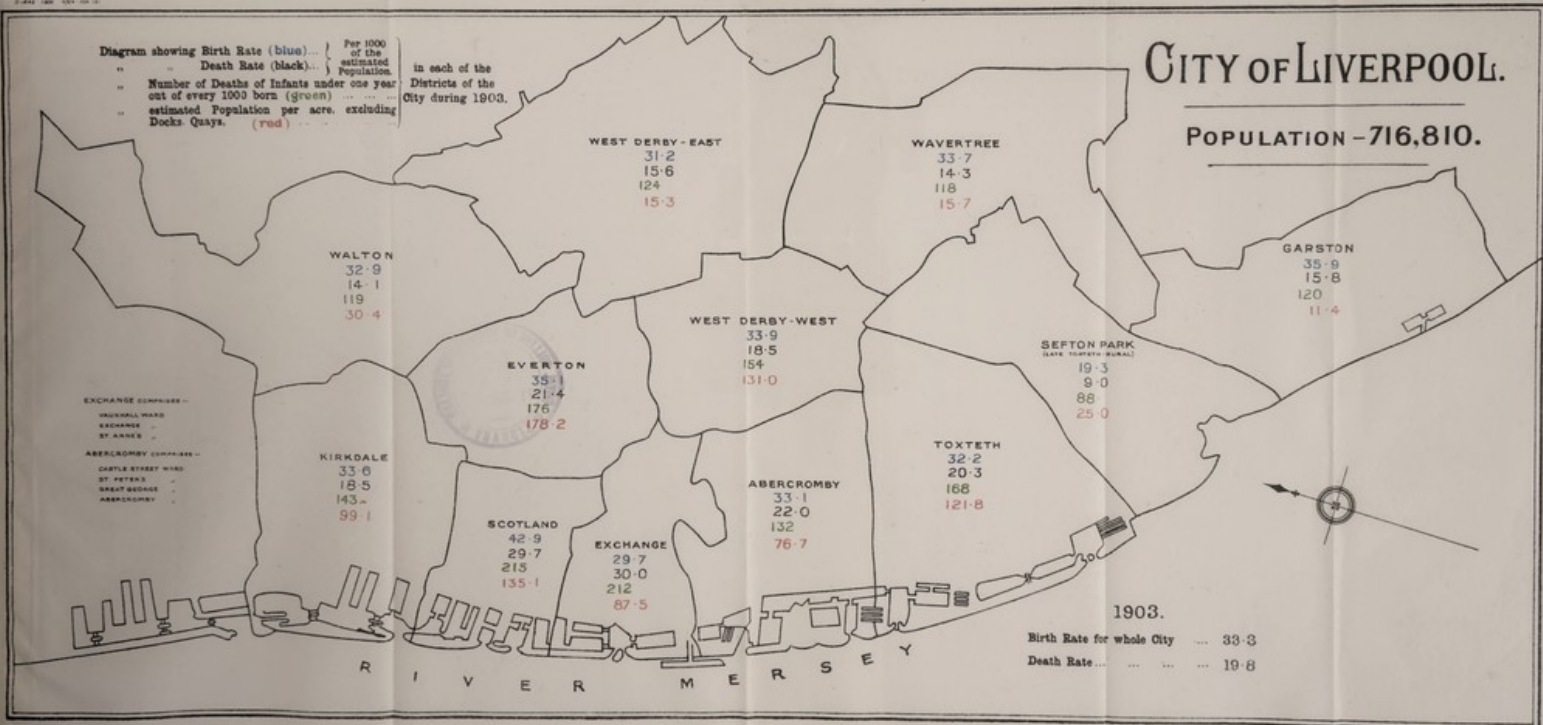 Diagram showing Birth Rate (blue)... Per 1000
" " Death Rate (black)... of the
estimated
Population.
" Number of Deaths of Infants under one year
out of every 1000 born (green) ... ... ...
" estimated Population per acre. excluding
Docks. Quays. (red) ... ... ...
in each of the
Districts of the
City during 1903.
CITY OF LIVERPOOL.
POPULATION - 716,810.
WEST DERBY-EAST
31·2
15·6
124
15·3
WAVERTREE
33·7
14·3
118
15·7
GARSTON
35·9
15·8
120
11·4
WALTON
32·9
14·1
119
30·4
WEST DERBY-WEST
33·9
18·5
154
131·0
SEFTON PARK
(LATE TOXTETH-RURAL)
19·3
9·0
88
25·0
EVERTON
35·1
21·4
176
178·2
EXCHANGE COMPRISES—
VAUXHALL WARD
EXCHANGE "
ST. ANNE'S "
ABERCROMBY COMPRISES—
CASTLE STREET WARD
ST. PETER'S "
GREAT GEORGE "
ABERCROMBY "
KIRKDALE
33·6
18·5
143
99·1
TOXTETH
32·2
20·3
168
121·8
ABERCROMBY
33·1
22·0
132
76·7
SCOTLAND
42·9
29·7
215
135·1
EXCHANGE
29·7
30·0
212
87·5
RIVER MERSEY
1903.
Birth Rate for whole City ... 33·3
Death Rate ... ... ... ... 19·8